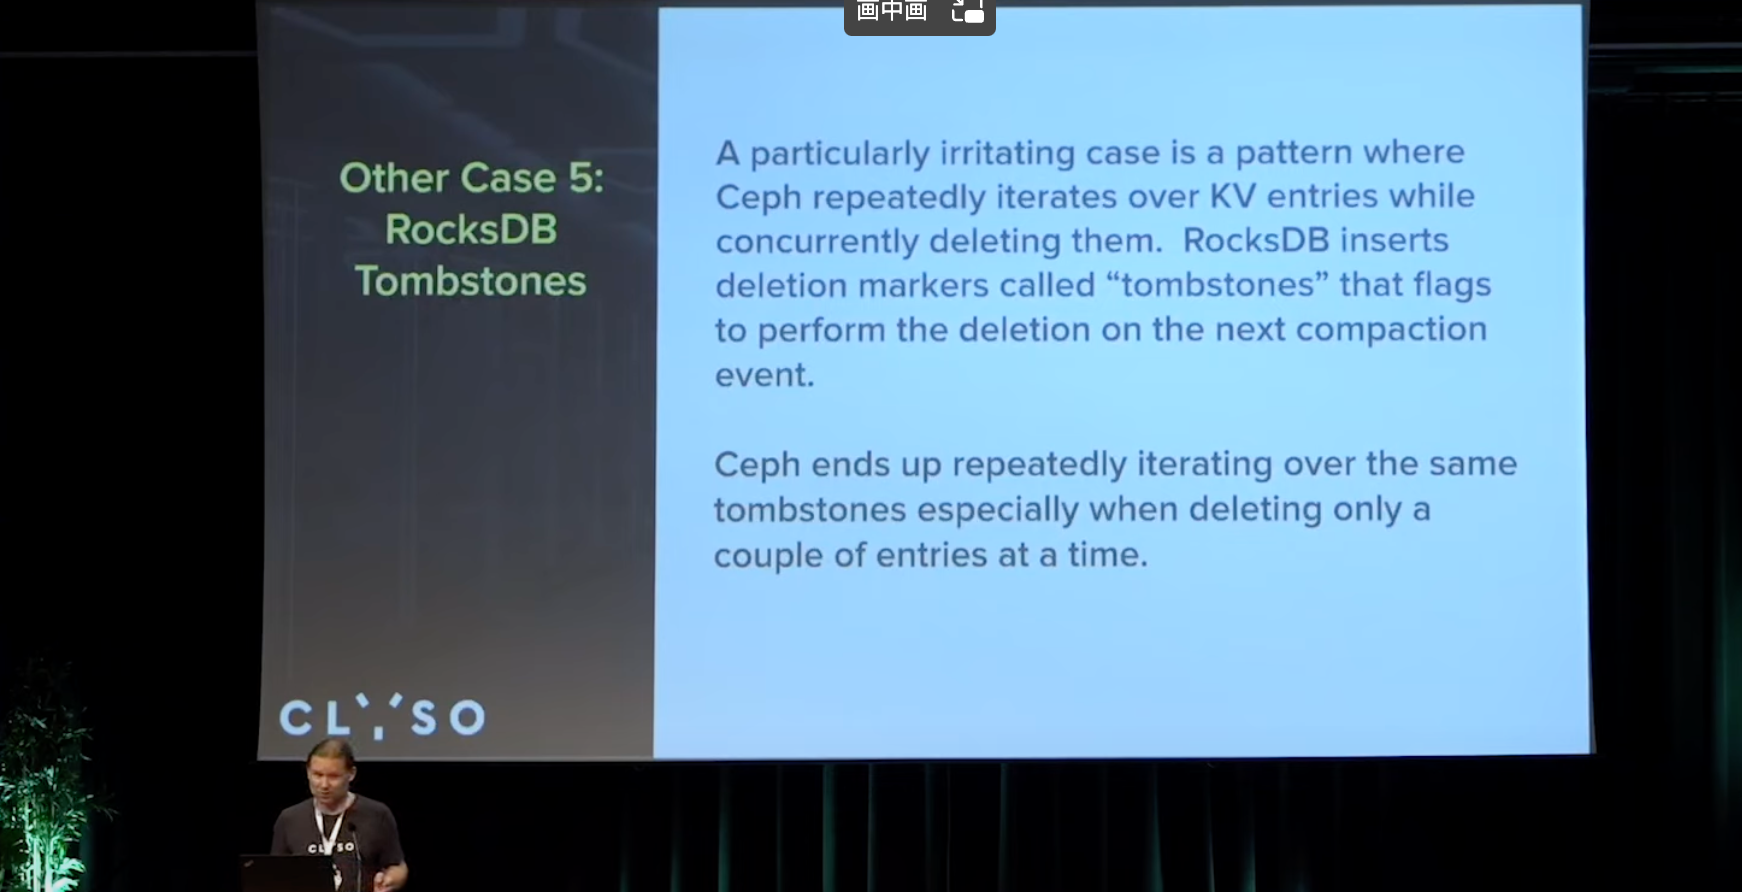 画中画
Other Case 5:
RocksDB
Tombstones
A particularly irritating case is a pattern where
Ceph repeatedly iterates over KV entries while
concurrently deleting them.  RocksDB inserts
deletion markers called “tombstones” that flags
to perform the deletion on the next compaction
event.
Ceph ends up repeatedly iterating over the same
tombstones especially when deleting only a
couple of entries at a time.
CLYSO
CLYSO